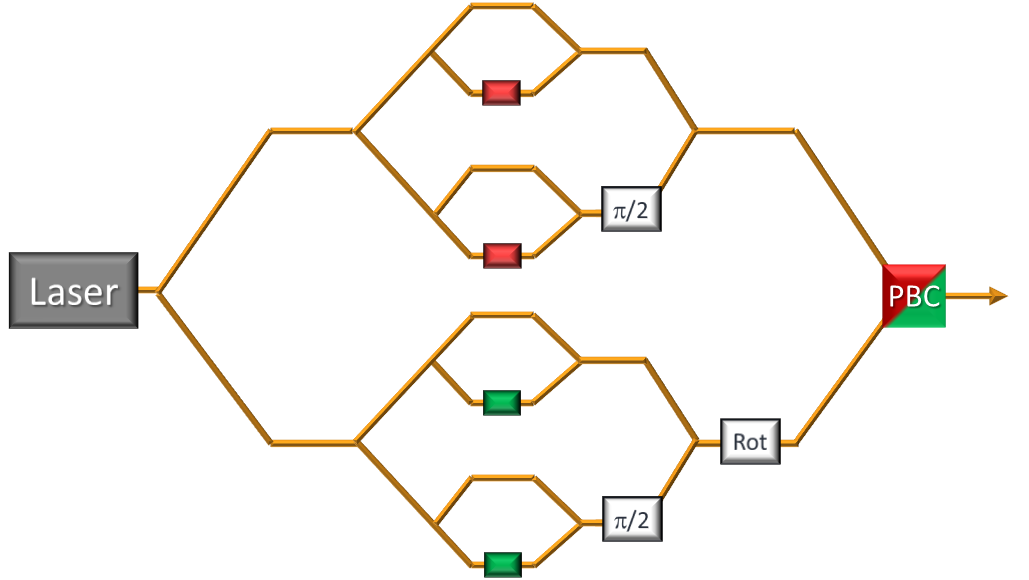 Laser
π/2
PBC
Rot
π/2